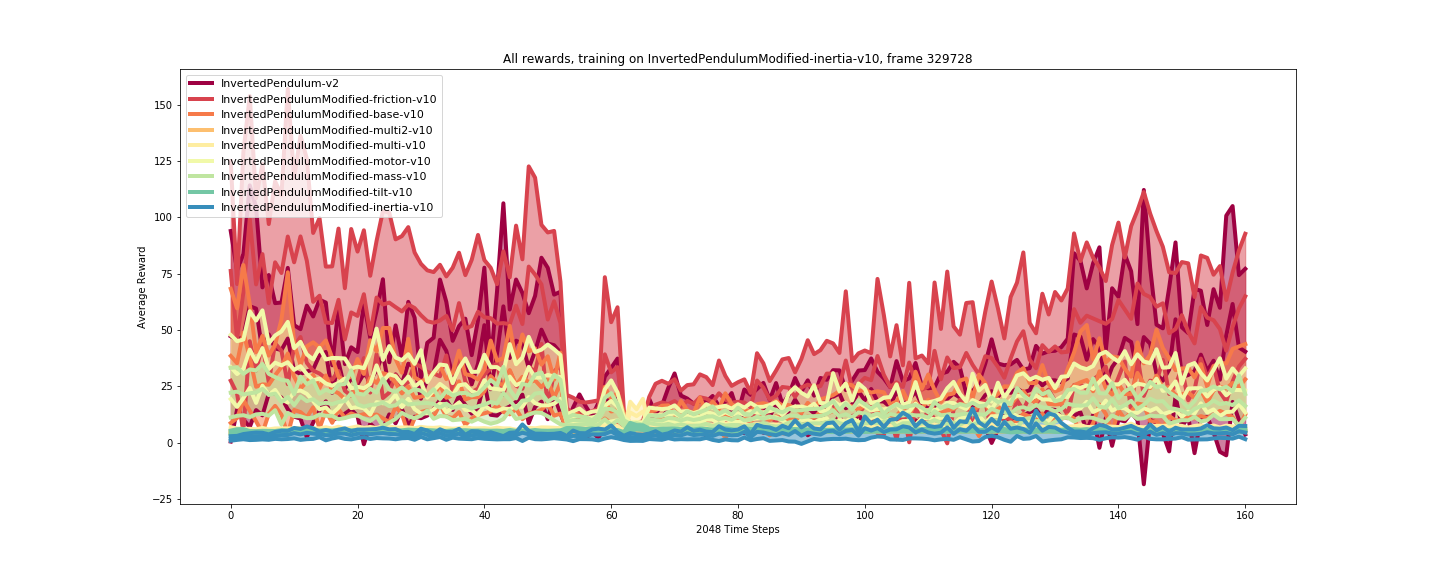 All rewards, training on InvertedPendulumModified-inertia-v10, frame 329728
InvertedPendulum-v2
InvertedPendulumModified-friction-v10
InvertedPendulumModified-base-v10
InvertedPendulumModified-multi2-v10
InvertedPendulumModified-multi-v10
InvertedPendulumModified-motor-v10
InvertedPendulumModified-mass-v10
InvertedPendulumModified-tilt-v10
InvertedPendulumModified-inertia-v10
Average Reward
150
125
100
75
50
25
0
−25
0 20 40 60 80 100 120 140 160
2048 Time Steps